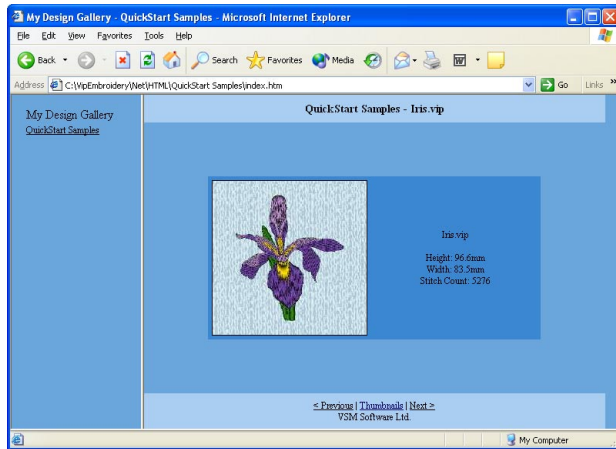 My Design Gallery - QuickStart Samples - Microsoft Internet Explorer
File Edit View Favorites Tools Help
Back Search Favorites Media
Address C:\VipEmbroidery\Net\HTML\QuickStart Samples\index.htm Go Links »
My Design Gallery
QuickStart Samples
QuickStart Samples - Iris.vip
Iris.vip
Height: 96.6mm
Width: 83.5mm
Stitch Count: 5276
< Previous | Thumbnails | Next >
VSM Software Ltd.
My Computer